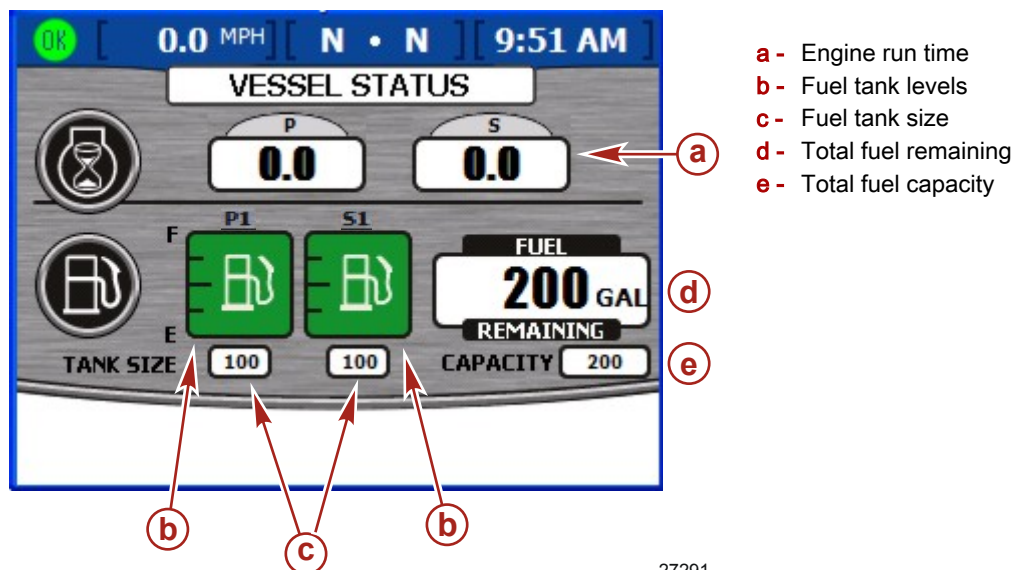 OK [ 0.0 MPH ] [ N • N ] [ 9:51 AM ]
VESSEL STATUS
P S
0.0 0.0
a
P1 S1
F
E
FUEL
200 GAL
REMAINING
d
TANK SIZE 100 100 CAPACITY 200
e
b c b
a - Engine run time
b - Fuel tank levels
c - Fuel tank size
d - Total fuel remaining
e - Total fuel capacity
27291